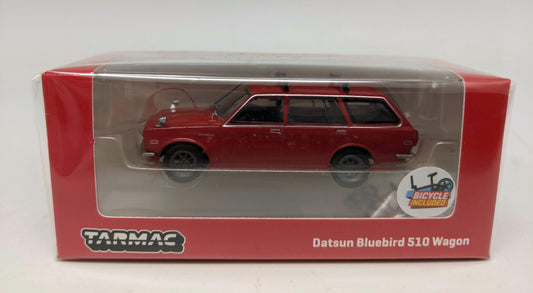 BICYCLE
INCLUDED
TARMAC
Datsun Bluebird 510 Wagon